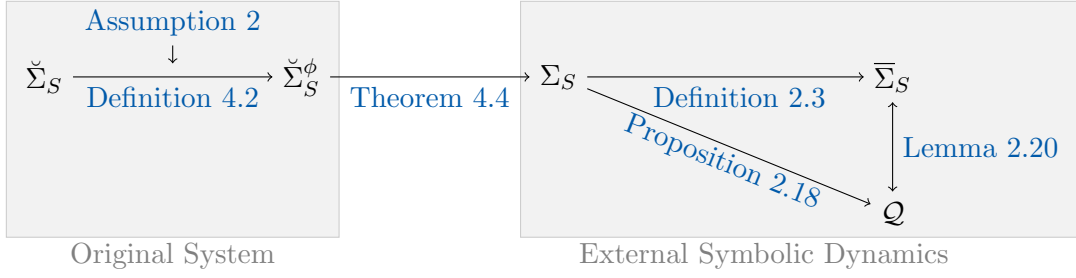 Assumption 2
Σ̆_S Σ̆_S^ϕ Σ_S Σ̅_S
Definition 4.2 Theorem 4.4 Definition 2.3
Proposition 2.18 Lemma 2.20
𝒬
Original System External Symbolic Dynamics